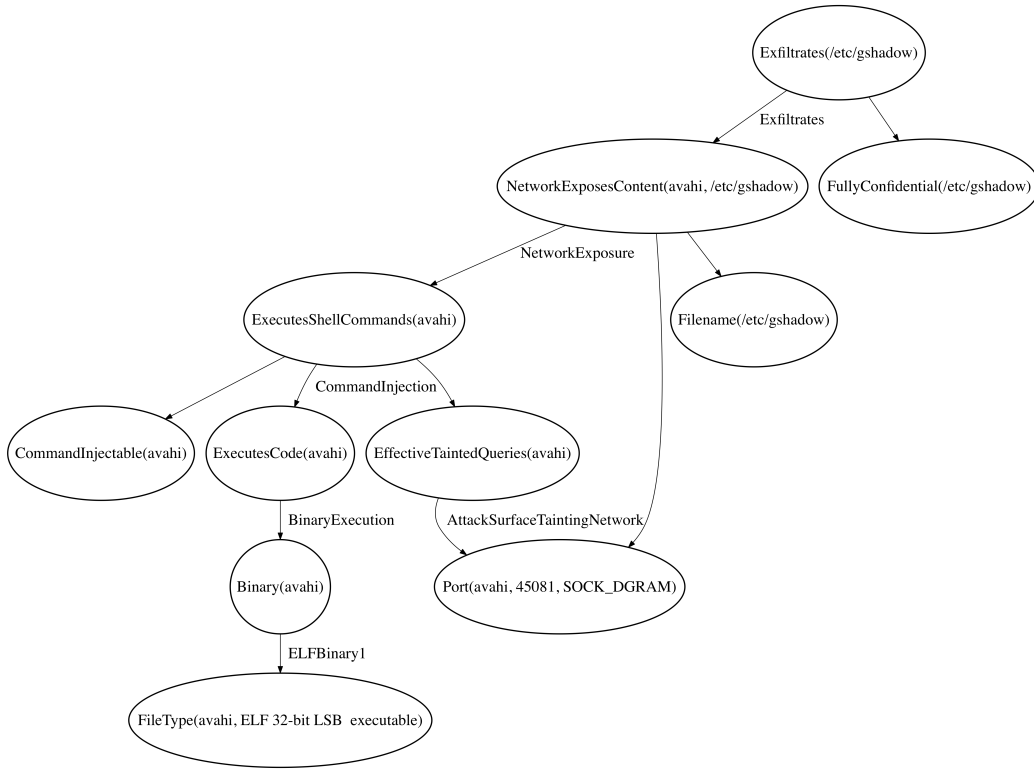 Exfiltrates(/etc/gshadow)
Exfiltrates
NetworkExposesContent(avahi, /etc/gshadow)
FullyConfidential(/etc/gshadow)
NetworkExposure
ExecutesShellCommands(avahi)
Filename(/etc/gshadow)
CommandInjection
CommandInjectable(avahi)
ExecutesCode(avahi)
EffectiveTaintedQueries(avahi)
BinaryExecution
AttackSurfaceTaintingNetwork
Binary(avahi)
Port(avahi, 45081, SOCK_DGRAM)
ELFBinary1
FileType(avahi, ELF 32-bit LSB  executable)